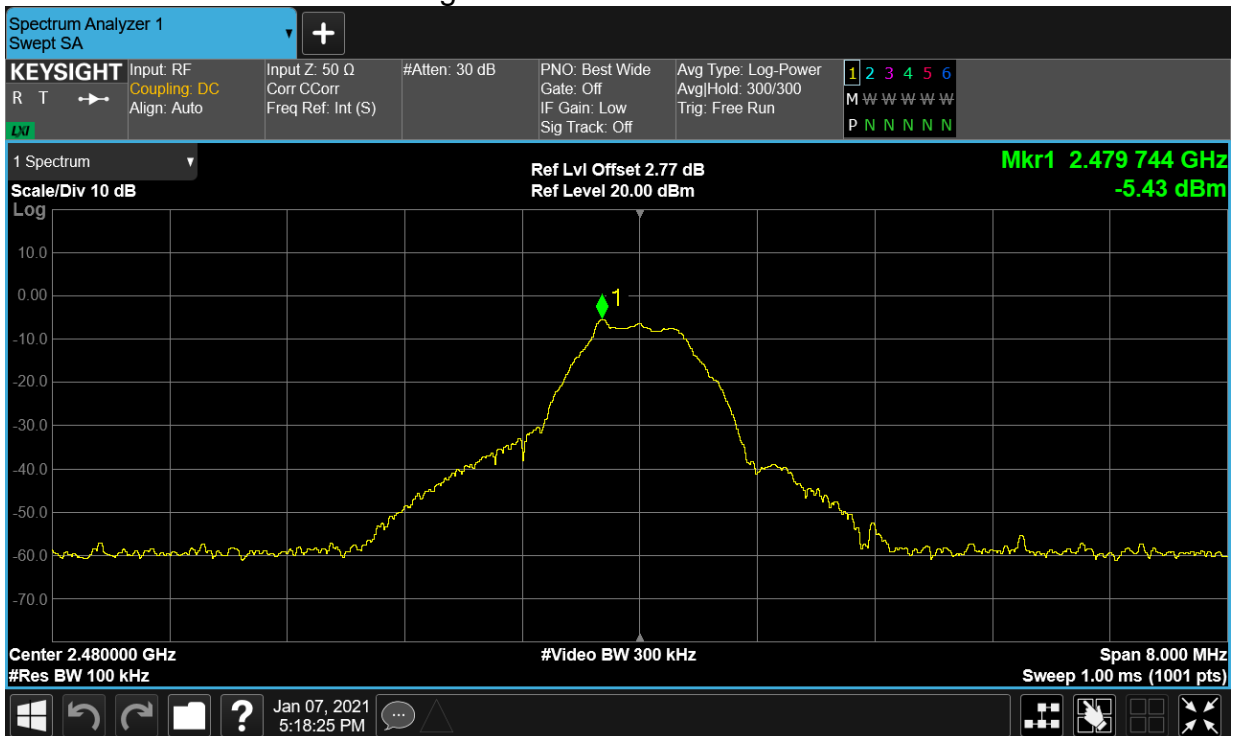 Spectrum Analyzer 1
Swept SA
+
KEYSIGHT
R T
LXI
Input: RF
Coupling: DC
Align: Auto
Input Z: 50 Ω
Corr CCorr
Freq Ref: Int (S)
#Atten: 30 dB
PNO: Best Wide
Gate: Off
IF Gain: Low
Sig Track: Off
Avg Type: Log-Power
Avg|Hold: 300/300
Trig: Free Run
1 2 3 4 5 6
M W W W W W
P N N N N N
1 Spectrum
Scale/Div 10 dB
Log
Ref Lvl Offset 2.77 dB
Ref Level 20.00 dBm
Mkr1 2.479 744 GHz
-5.43 dBm
10.0
0.00
1
-10.0
-20.0
-30.0
-40.0
-50.0
-60.0
-70.0
Center 2.480000 GHz
#Res BW 100 kHz
#Video BW 300 kHz
Span 8.000 MHz
Sweep 1.00 ms (1001 pts)
?
Jan 07, 2021
5:18:25 PM